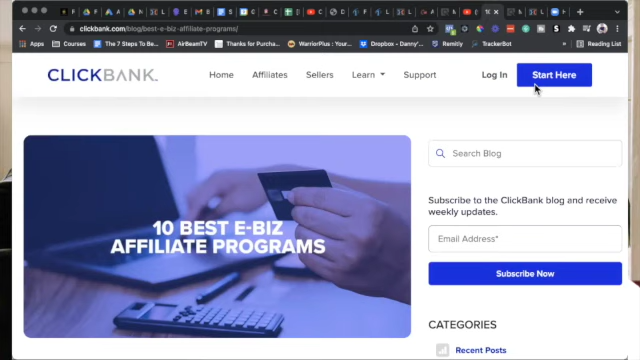 clickbank.com/blog/best-e-biz-affiliate-programs/
Apps
Courses
The 7 Steps To Be...
AirBeamTV
Thanks for Purcha...
WarriorPlus : Home
Dropbox - Danny'...
Remitly
TrackerBot
»
Reading List
CLICKBANK
Home
Affiliates
Sellers
Learn
Support
Log In
Start Here
Search Blog
10 BEST E-BIZ
AFFILIATE PROGRAMS
Subscribe to the ClickBank blog and receive
weekly updates.
Email Address*
Subscribe Now
CATEGORIES
Recent Posts